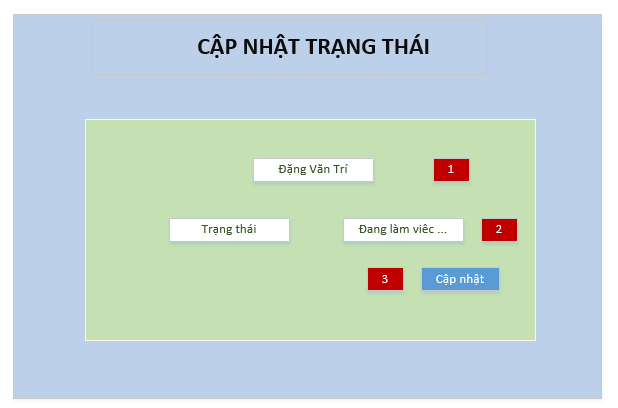 CẬP NHẬT TRẠNG THÁI
Đặng Văn Trí 1
Trạng thái Đang làm viêc ... 2
3 Cập nhật